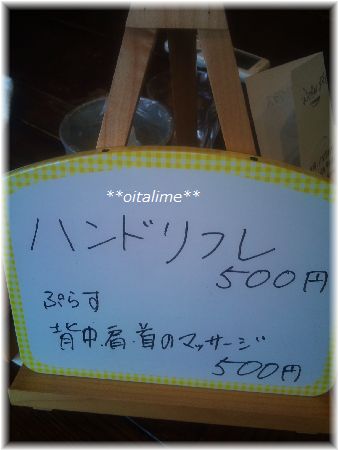 **oitalime**
ハンドリフレ
500円
ぷらす
背中.肩.首のマッサージ
500円